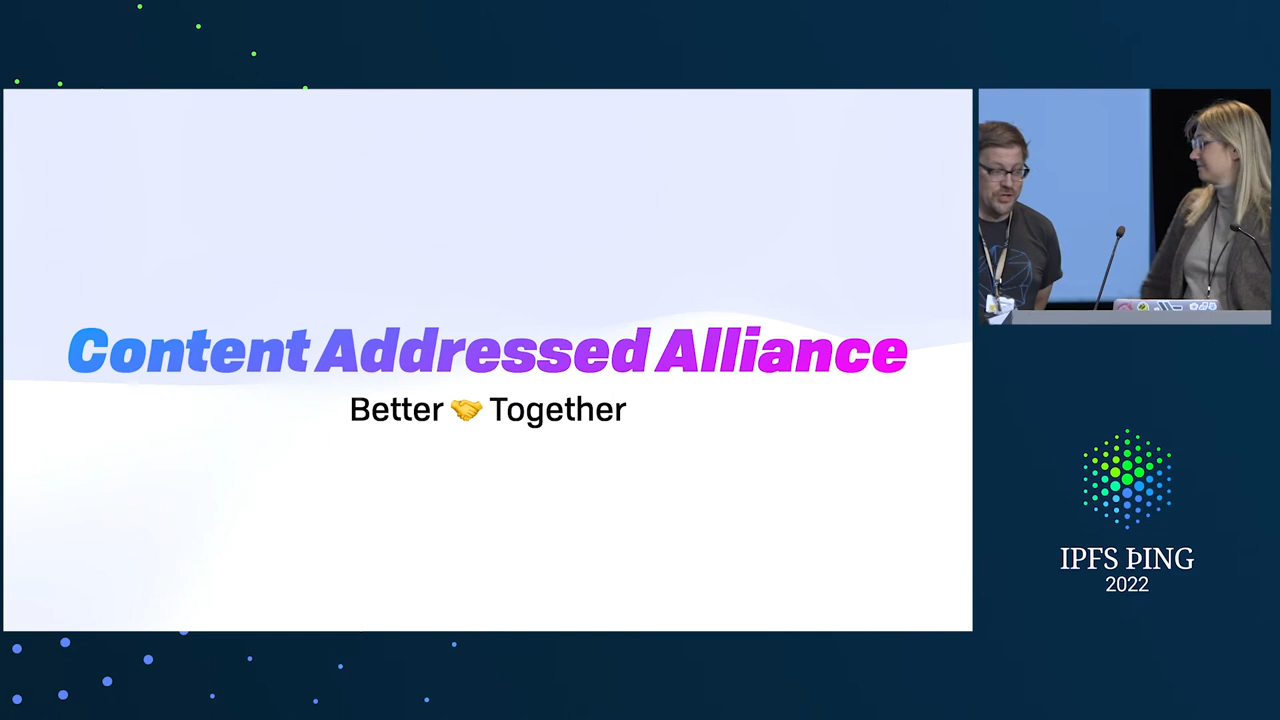 Content Addressed Alliance
Better 🤝 Together
IPFS ÞING
2022